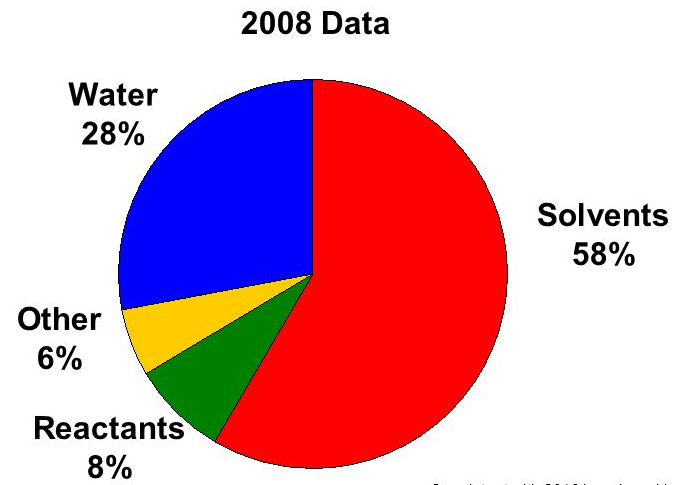 2008 Data
Water
28%
Solvents
58%
Other
6%
Reactants
8%